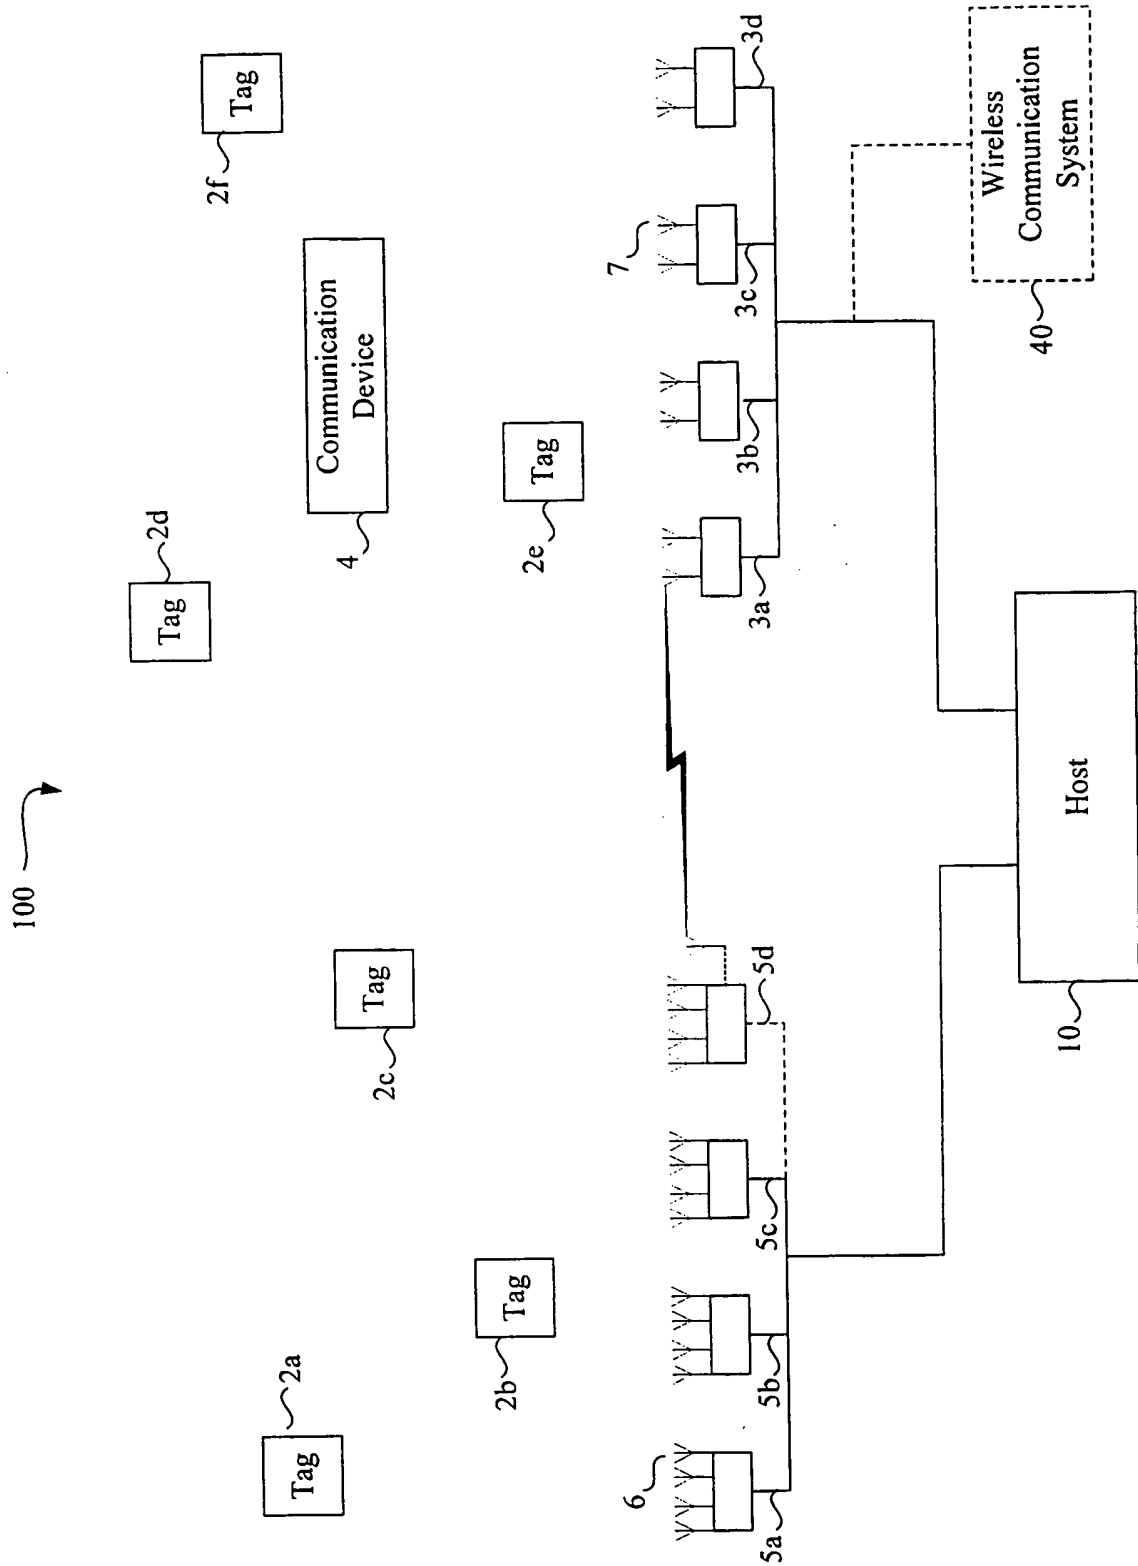 100
Tag
2a
Tag
2b
Tag
2c
Tag
2d
Tag
2e
Tag
2f
Communication
Device
4
6
7
5a
5b
5c
5d
3a
3b
3c
3d
Host
10
Wireless
Communication
System
40